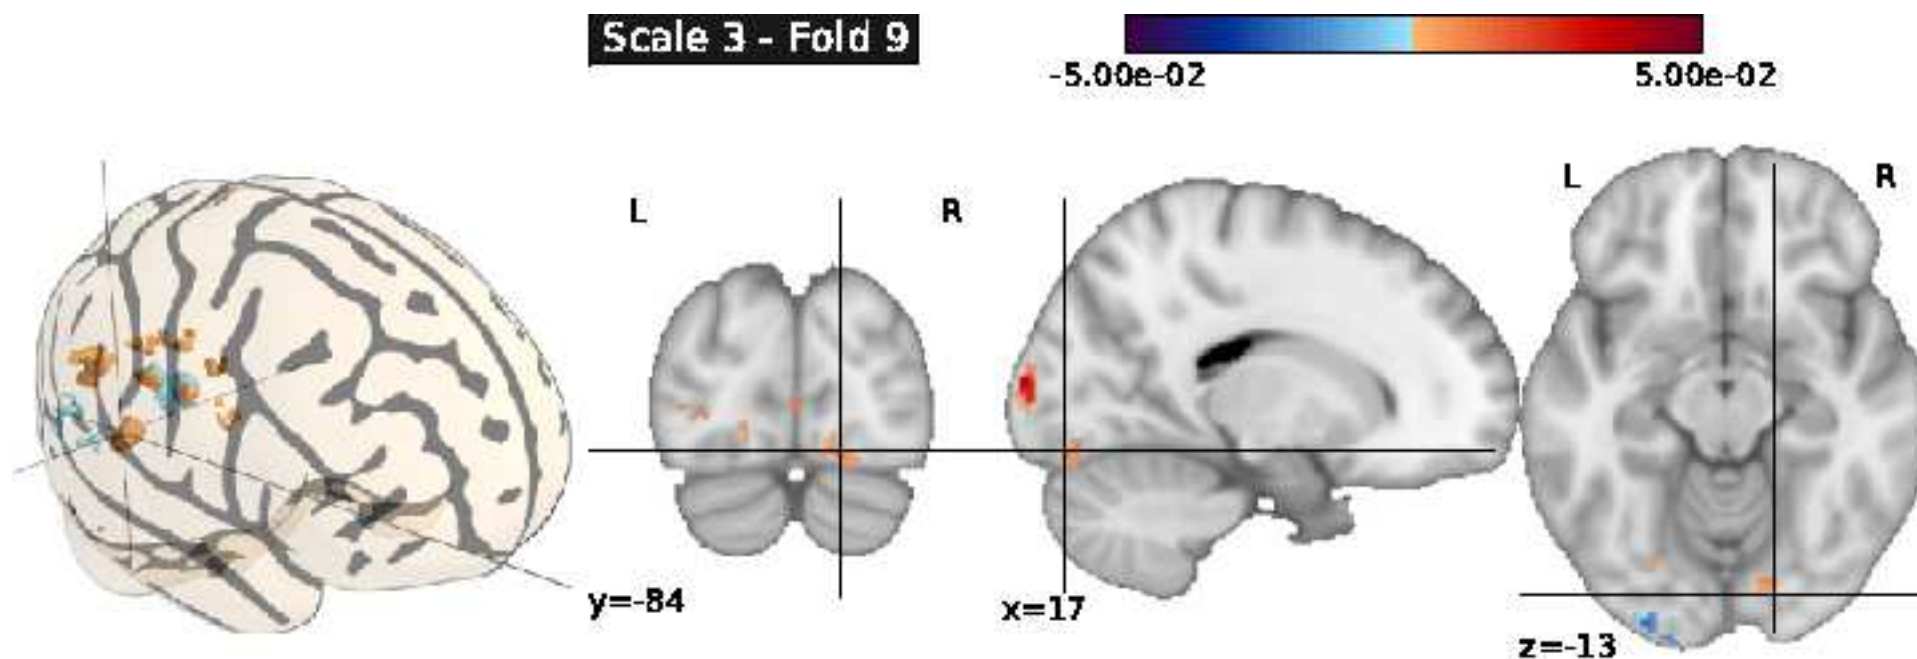 Scale 3 - Fold 9
-5.00e-02 5.00e-02
L R
L R
y=-84
x=17
z=-13